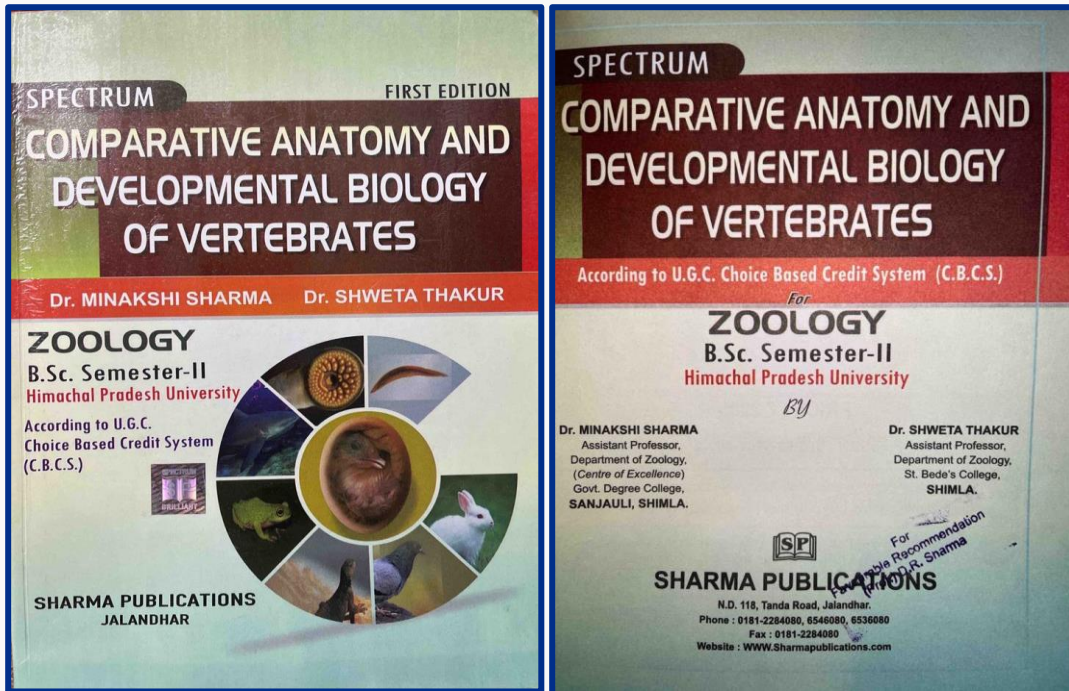 SPECTRUM
FIRST EDITION
COMPARATIVE ANATOMY AND
DEVELOPMENTAL BIOLOGY
OF VERTEBRATES
Dr. MINAKSHI SHARMA Dr. SHWETA THAKUR
ZOOLOGY
B.Sc. Semester-II
Himachal Pradesh University
According to U.G.C.
Choice Based Credit System
(C.B.C.S.)
SPECTRUM
BRILLIANT
SHARMA PUBLICATIONS
JALANDHAR
SPECTRUM
COMPARATIVE ANATOMY AND
DEVELOPMENTAL BIOLOGY
OF VERTEBRATES
According to U.G.C. Choice Based Credit System (C.B.C.S.)
For
ZOOLOGY
B.Sc. Semester-II
Himachal Pradesh University
BY
Dr. MINAKSHI SHARMA
Assistant Professor,
Department of Zoology,
(Centre of Excellence)
Govt. Degree College,
SANJAULI, SHIMLA.
Dr. SHWETA THAKUR
Assistant Professor,
Department of Zoology,
St. Bede's College,
SHIMLA.
For
Recommendation
D.R. Sharma
SP
SHARMA PUBLICATIONS
N.D. 118, Tanda Road, Jalandhar.
Phone : 0181-2284080, 6546080, 6536080
Fax : 0181-2284080
Website : WWW.Sharmapublications.com